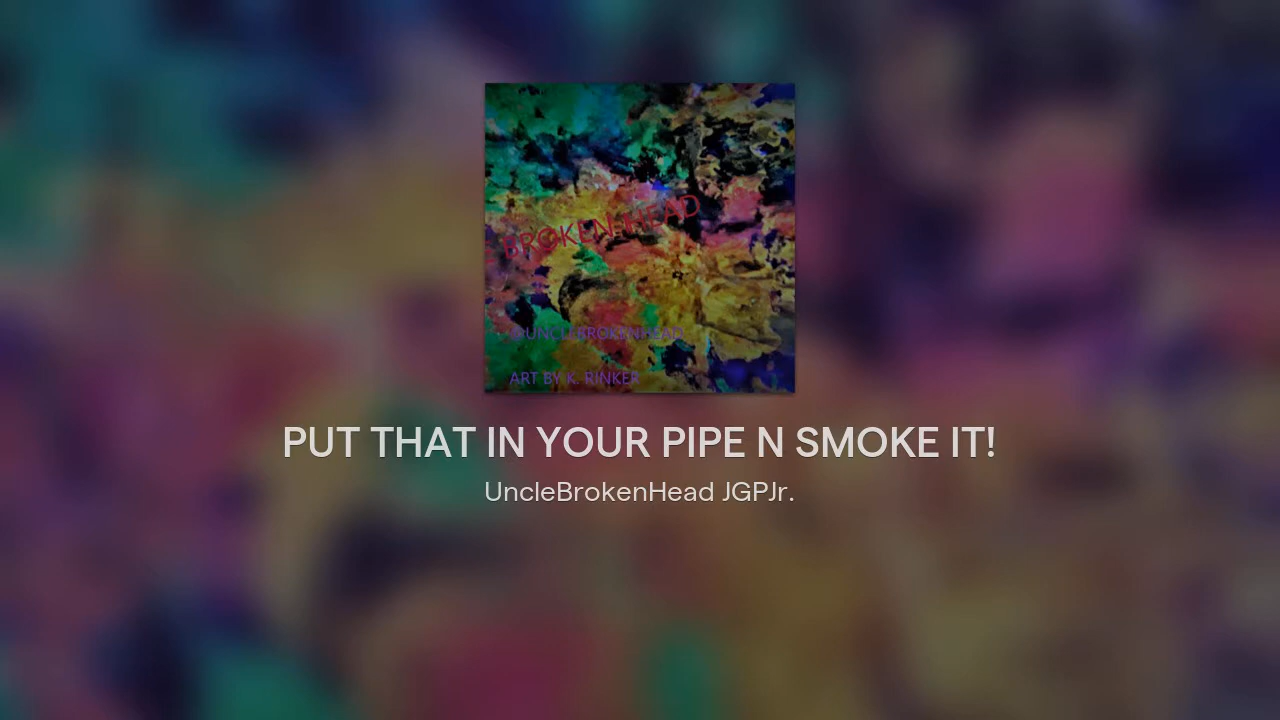 BROKEN HEAD
@UNCLEBROKENHEAD
ART BY K. RINKER
PUT THAT IN YOUR PIPE N SMOKE IT!
UncleBrokenHead JGPJr.